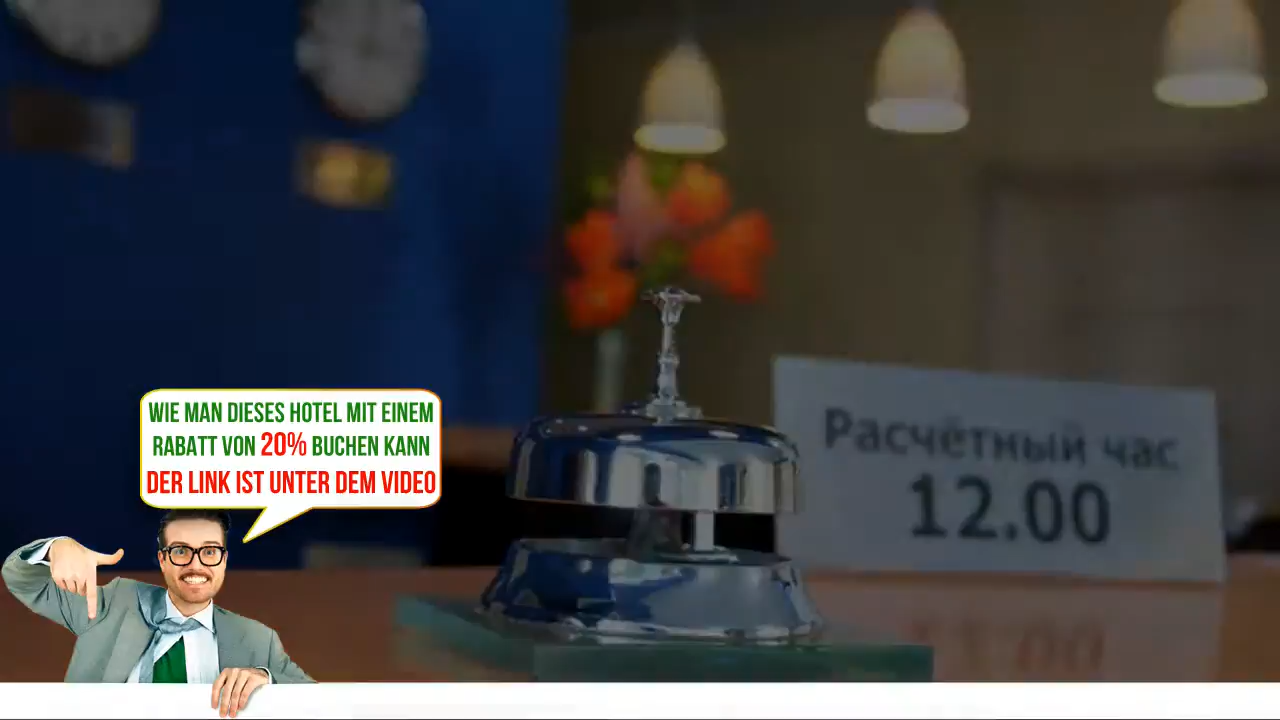 WIE MAN DIESES HOTEL MIT EINEM
RABATT VON 20% BUCHEN KANN
DER LINK IST UNTER DEM VIDEO
Расчётный час
12.00